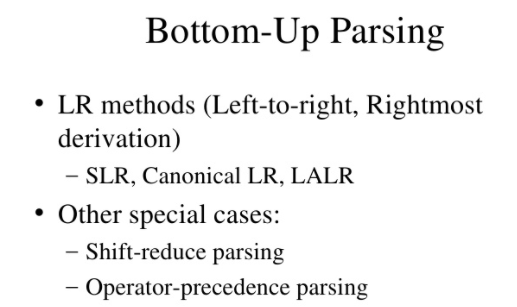 Bottom-Up Parsing
• LR methods (Left-to-right, Rightmost
derivation)
– SLR, Canonical LR, LALR
• Other special cases:
– Shift-reduce parsing
– Operator-precedence parsing